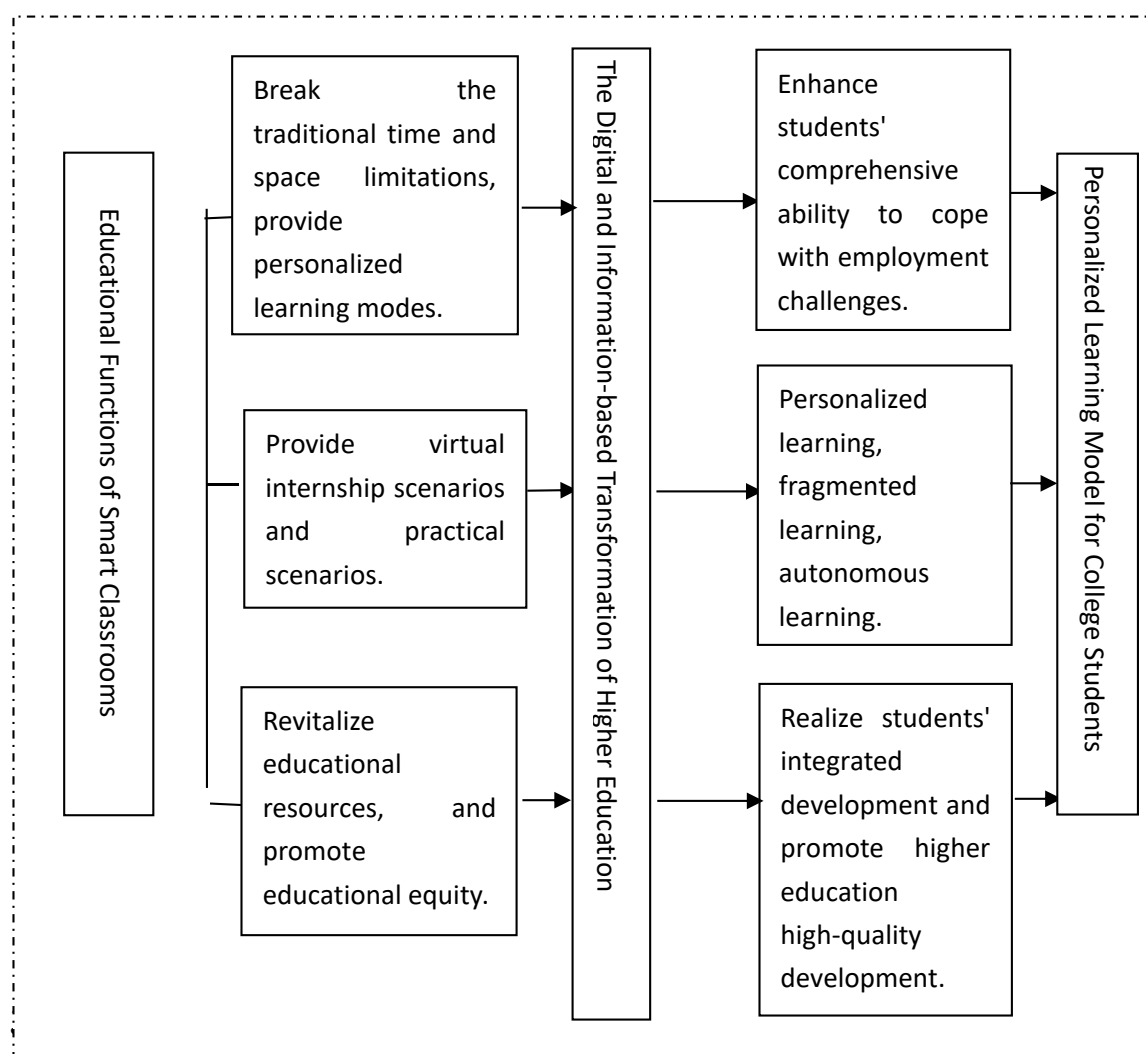 Educational Functions of Smart Classrooms
Break the
traditional time and
space limitations,
provide
personalized
learning modes.
Provide virtual
internship scenarios
and practical
scenarios.
Revitalize
educational
resources, and
promote
educational equity.
The Digital and Information-based Transformation of Higher Education
Enhance
students'
comprehensive
ability to cope
with employment
challenges.
Personalized
learning,
fragmented
learning,
autonomous
learning.
Realize students'
integrated
development and
promote higher
education
high-quality
development.
Personalized Learning Model for College Students